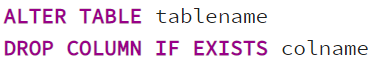 ALTER TABLE tablename
DROP COLUMN IF EXISTS colname